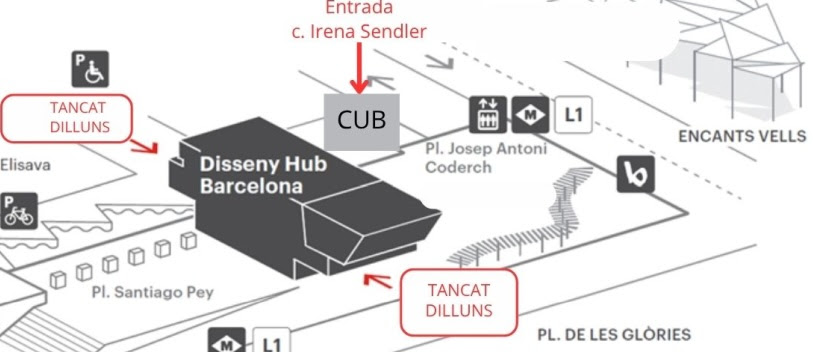 Entrada
c. Irena Sendler
P
TANCAT
DILLUNS
CUB
M
L1
ENCANTS VELLS
Pl. Josep Antoni
Coderch
Elisava
Disseny Hub
Barcelona
b
P
Pl. Santiago Pey
TANCAT
DILLUNS
PL. DE LES GLÒRIES
M
L1